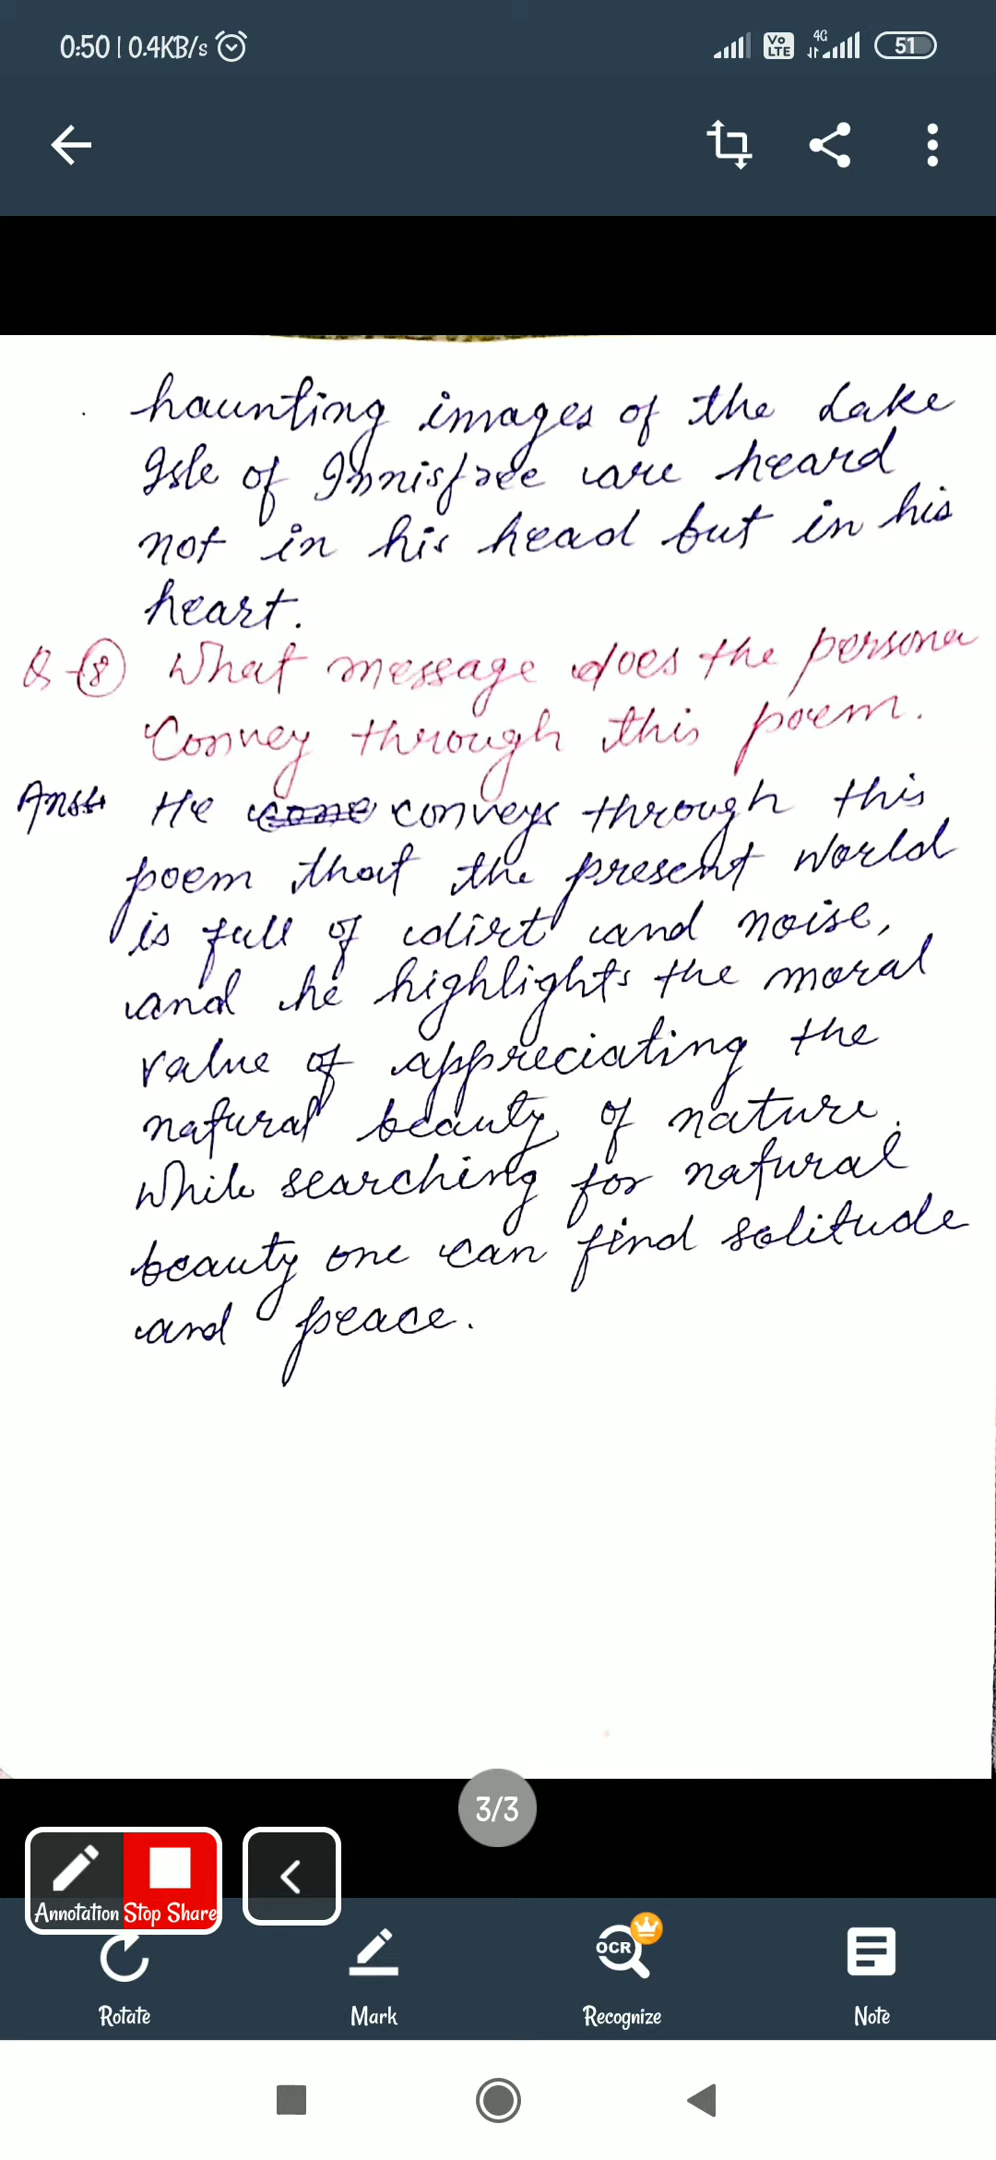 0:50 | 0.4KB/s
Vo LTE 4G 51
haunting images of the Lake
Isle of Innisfree are heard
not in his head but in his
heart.
Q-8 What message does the persona
Convey through this poem.
Ans: He conveys through this
poem that the present world
is full of dirt and noise,
and he highlights the moral
value of appreciating the
natural beauty of nature.
While searching for natural
beauty one can find solitude
and peace.
3/3
Annotation Stop Share
OCR
Rotate Mark Recognize Note